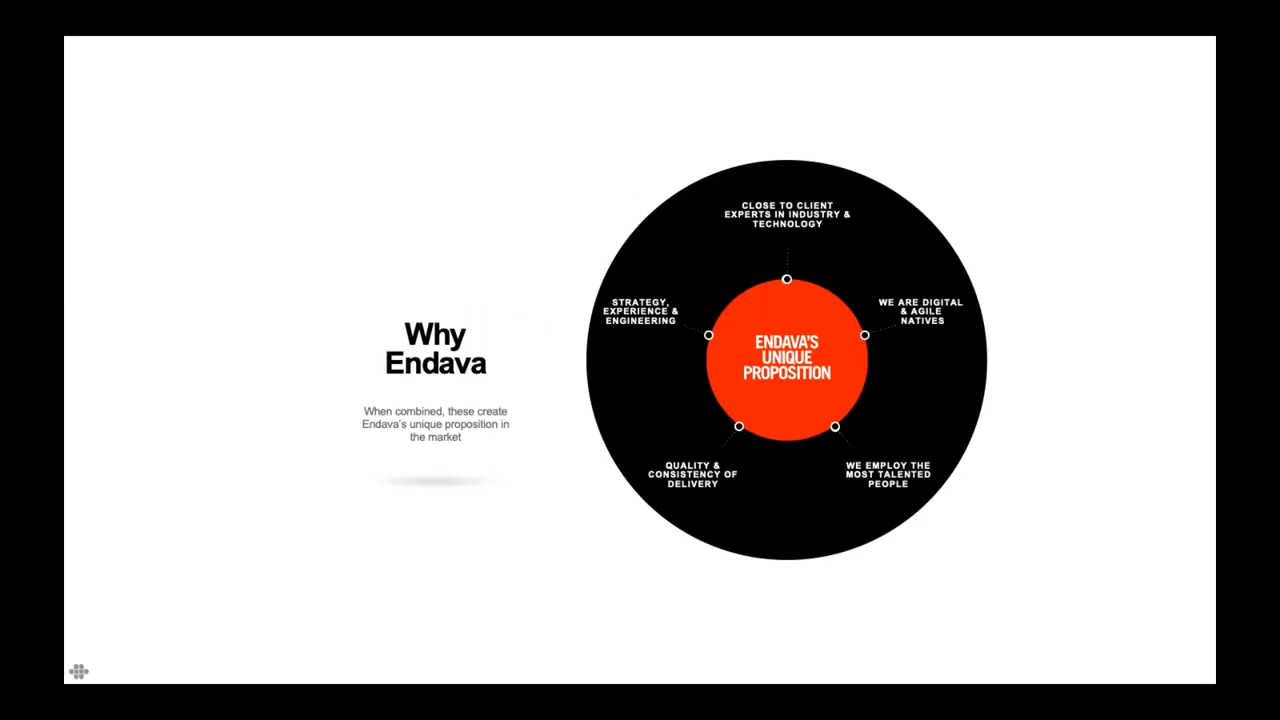 Why
Endava
When combined, these create
Endava's unique proposition in
the market
CLOSE TO CLIENT
EXPERTS IN INDUSTRY &
TECHNOLOGY
STRATEGY,
EXPERIENCE &
ENGINEERING
WE ARE DIGITAL
& AGILE
NATIVES
ENDAVA'S
UNIQUE
PROPOSITION
QUALITY &
CONSISTENCY OF
DELIVERY
WE EMPLOY THE
MOST TALENTED
PEOPLE